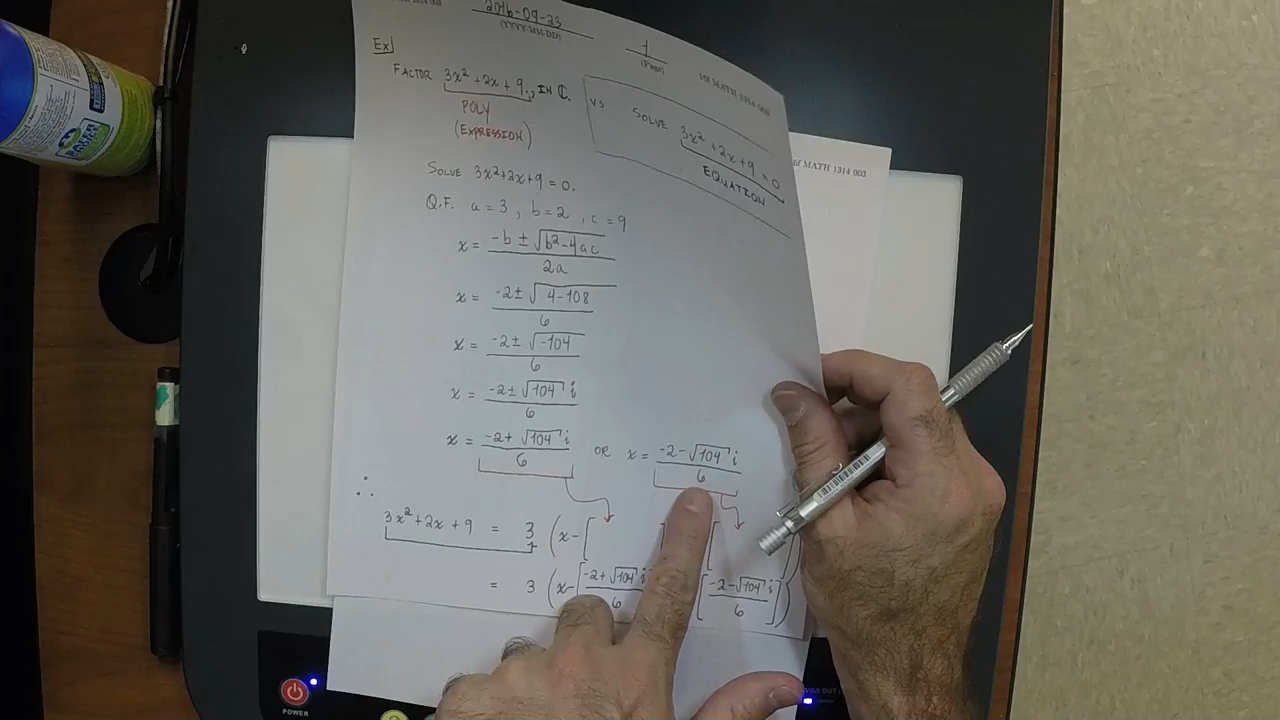 2016-09-23
(YYYY-MM-DD)
1
(Page)
of MATH 1314 003
Ex]
FACTOR 3x² + 2x + 9, IN ℂ.
POLY
(EXPRESSION)
VS SOLVE 3x² + 2x + 9 = 0
EQUATION
of MATH 1314 003
SOLVE 3x² + 2x + 9 = 0.
Q.F. a = 3, b = 2, c = 9
x = (-b ± √(b² - 4ac)) / 2a
x = (-2 ± √(4 - 108)) / 6
x = (-2 ± √(-104)) / 6
x = (-2 ± √104 i) / 6
x = (-2 + √104 i) / 6 OR x = (-2 - √104 i) / 6
∴ 3x² + 2x + 9 = 3 (x - [ ] [ ])
= 3 (x - [(-2 + √104 i) / 6] [(-2 - √104 i) / 6])
POWER